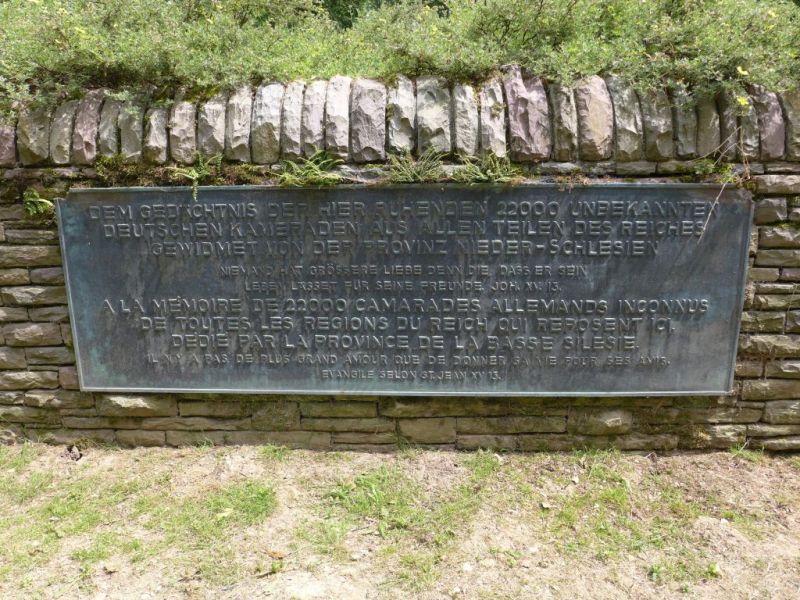 DEM GEDÄCHTNIS DER HIER RUHENDEN 22000 UNBEKANNTEN
DEUTSCHEN KAMERADEN AUS ALLEN TEILEN DES REICHES
GEWIDMET VON DER PROVINZ NIEDER-SCHLESIEN
NIEMAND HAT GRÖSSERE LIEBE DENN DIE, DASS ER SEIN
LEBEN LÄSSET FÜR SEINE FREUNDE. JOH. XV. 13.
A LA MÉMOIRE DE 22000 CAMARADES ALLEMANDS INCONNUS
DE TOUTES LES REGIONS DU REICH QUI REPOSENT ICI,
DÉDIÉ PAR LA PROVINCE DE LA BASSE SILESIE.
IL N'Y A PAS DE PLUS GRAND AMOUR QUE DE DONNER SA VIE POUR SES AMIS.
EVANGILE SELON ST. JEAN XV 13.